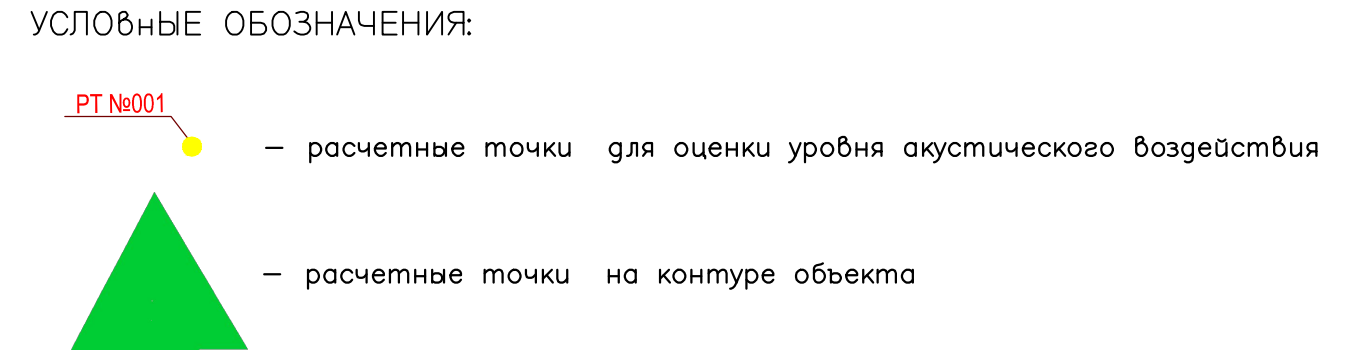 УСЛОВНЫЕ ОБОЗНАЧЕНИЯ:
РТ №001
– расчетные точки для оценки уровня акустического воздействия
– расчетные точки на контуре объекта